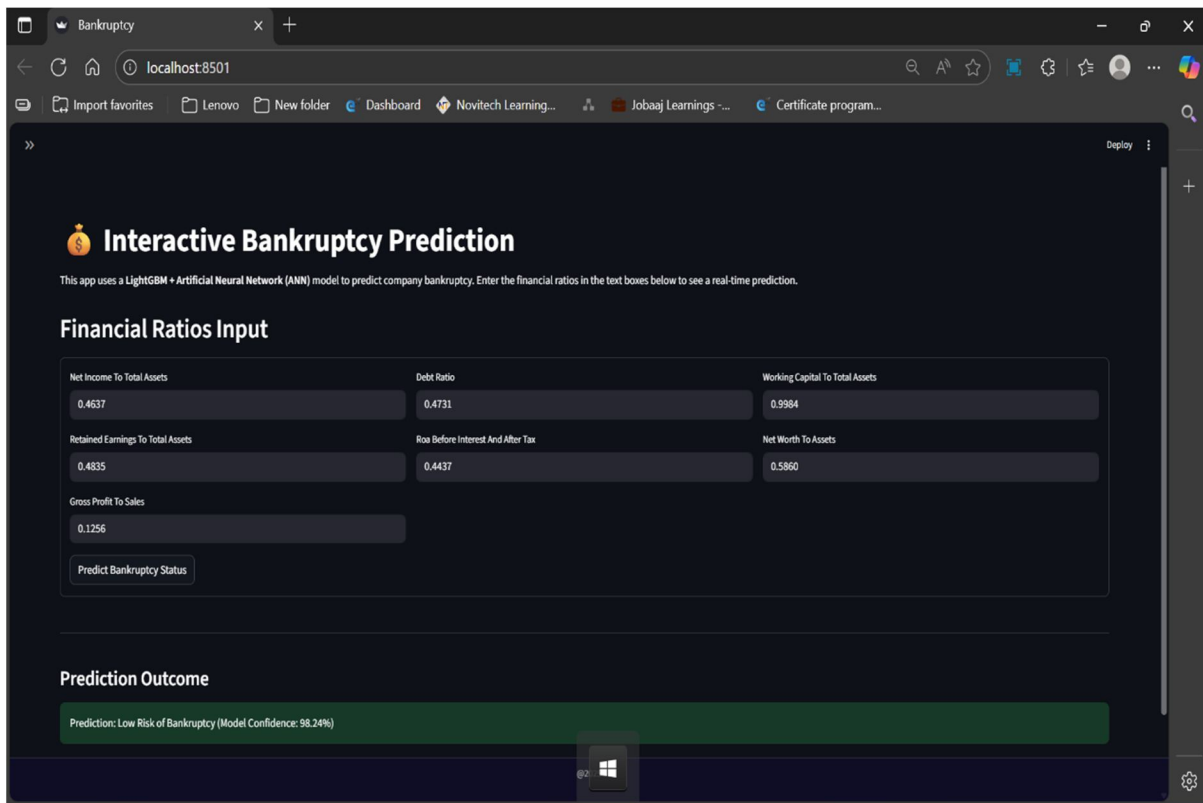 Bankruptcy
localhost:8501
Import favorites Lenovo New folder Dashboard Novitech Learning... Jobaaj Learnings -... Certificate program...
Deploy
Interactive Bankruptcy Prediction
This app uses a LightGBM + Artificial Neural Network (ANN) model to predict company bankruptcy. Enter the financial ratios in the text boxes below to see a real-time prediction.
Financial Ratios Input
Net Income To Total Assets Debt Ratio Working Capital To Total Assets
0.4637 0.4731 0.9984
Retained Earnings To Total Assets Roa Before Interest And After Tax Net Worth To Assets
0.4835 0.4437 0.5860
Gross Profit To Sales
0.1256
Predict Bankruptcy Status
Prediction Outcome
Prediction: Low Risk of Bankruptcy (Model Confidence: 98.24%)